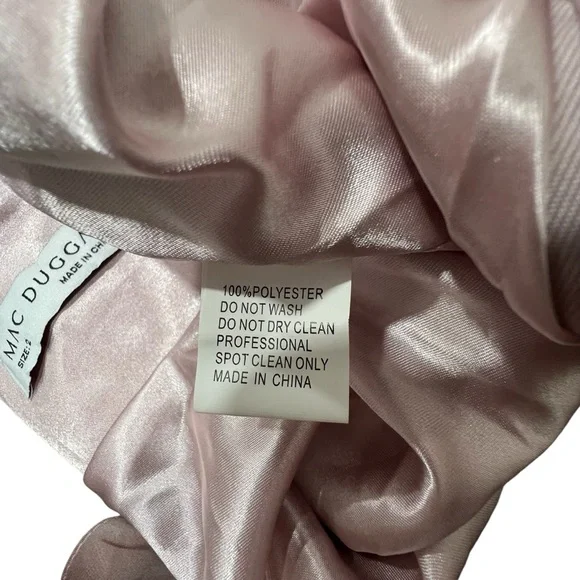 MAC DUGGA
MADE IN CH
SIZE: 2
100%POLYESTER
DO NOT WASH
DO NOT DRY CLEAN
PROFESSIONAL
SPOT CLEAN ONLY
MADE IN CHINA